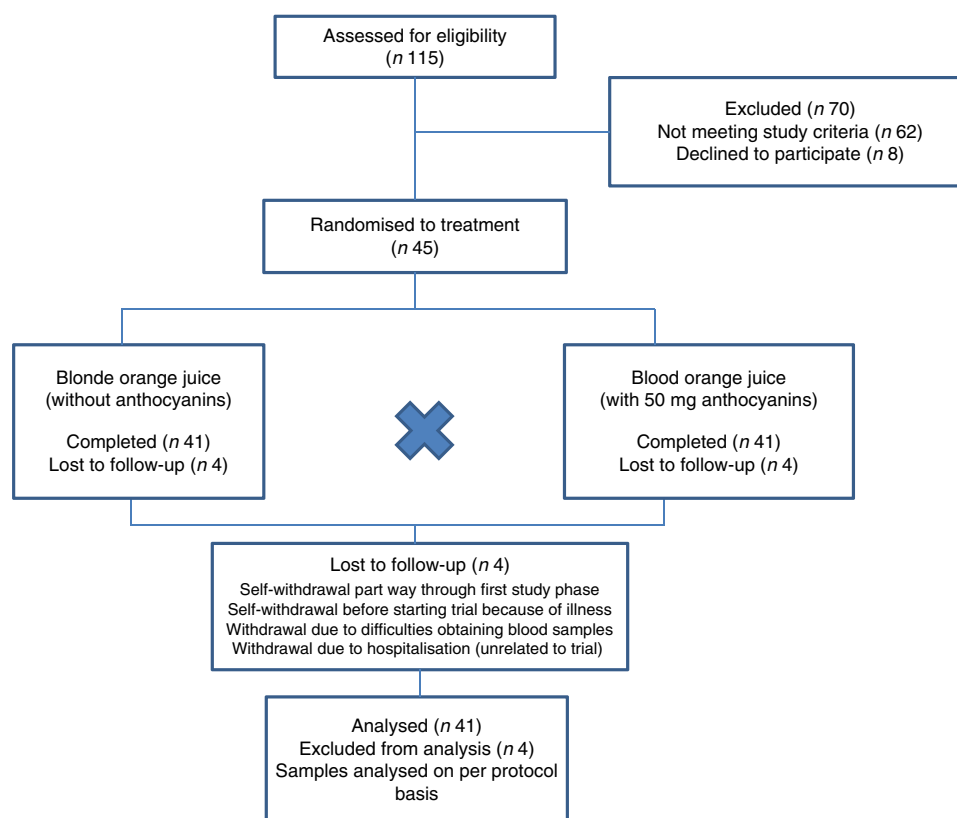 Assessed for eligibility
(n 115)
Excluded (n 70)
Not meeting study criteria (n 62)
Declined to participate (n 8)
Randomised to treatment
(n 45)
Blonde orange juice
(without anthocyanins)
Completed (n 41)
Lost to follow-up (n 4)
Blood orange juice
(with 50 mg anthocyanins)
Completed (n 41)
Lost to follow-up (n 4)
Lost to follow-up (n 4)
Self-withdrawal part way through first study phase
Self-withdrawal before starting trial because of illness
Withdrawal due to difficulties obtaining blood samples
Withdrawal due to hospitalisation (unrelated to trial)
Analysed (n 41)
Excluded from analysis (n 4)
Samples analysed on per protocol
basis